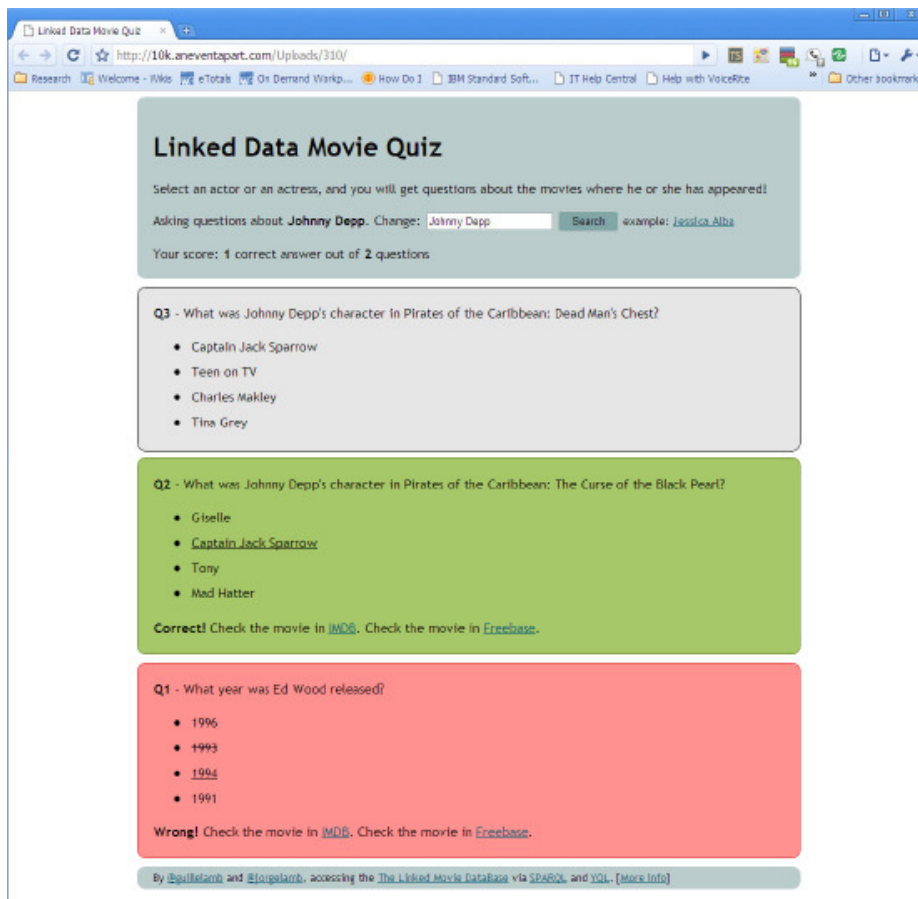 Linked Data Movie Quiz
http://10k.aneventapart.com/Uploads/310/
Research Welcome - Wikis eTotals On Demand Workp... How Do I IBM Standard Soft... IT Help Central Help with VoiceRite » Other bookmark
Linked Data Movie Quiz
Select an actor or an actress, and you will get questions about the movies where he or she has appeared!
Asking questions about Johnny Depp. Change: Johnny Depp Search example: Jessica Alba
Your score: 1 correct answer out of 2 questions
Q3 - What was Johnny Depp's character in Pirates of the Caribbean: Dead Man's Chest?
• Captain Jack Sparrow
• Teen on TV
• Charles Makley
• Tina Grey
Q2 - What was Johnny Depp's character in Pirates of the Caribbean: The Curse of the Black Pearl?
• Giselle
• Captain Jack Sparrow
• Tony
• Mad Hatter
Correct! Check the movie in IMDB. Check the movie in Freebase.
Q1 - What year was Ed Wood released?
• 1996
• 1993
• 1994
• 1991
Wrong! Check the movie in IMDB. Check the movie in Freebase.
By @guillelamb and @jorgelamb, accessing the The Linked Movie DataBase via SPARQL and YQL. [More info]